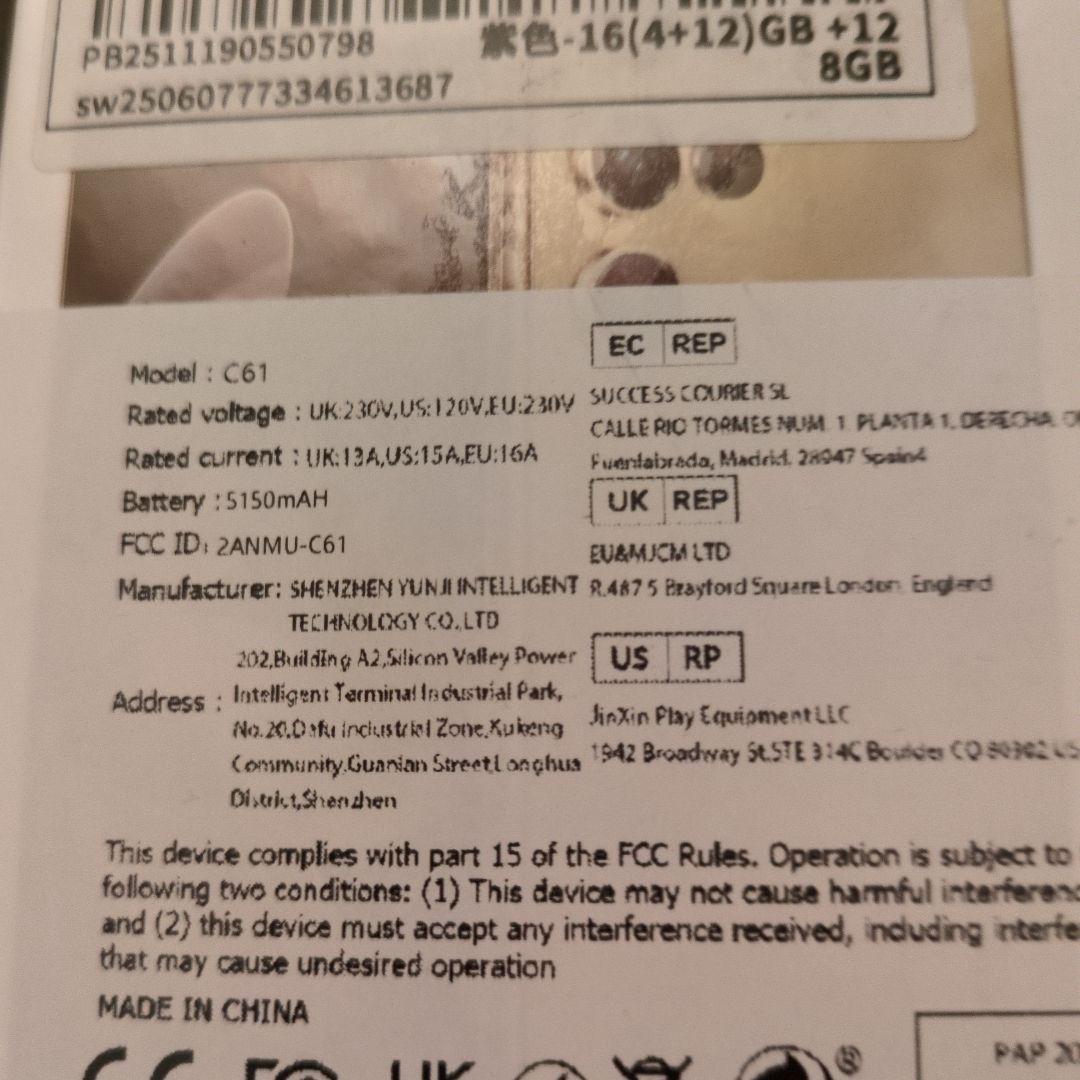 PB2511190550798
紫色-16(4+12)GB +12
8GB
sw25060777334613687
Model : C61
Rated voltage : UK:230V,US:120V,EU:230V
Rated current : UK:13A,US:15A,EU:16A
Battery : 5150mAH
FCC ID: 2ANMU-C61
Manufacturer: SHENZHEN YUNJI INTELLIGENT
TECHNOLOGY CO.,LTD
Address :
202,Building A2,Silicon Valley Power
Intelligent Terminal Industrial Park,
No.20,Dafu Industrial Zone,Kukeng
Community,Guanlan Street,Longhua
District,Shenzhen
EC REP
SUCCESS COURIER SL
CALLE RIO TORMES NUM. 1 PLANTA 1, DERECHA,
Fuenlabrada, Madrid, 28947
UK REP
EU&MJCM LTD
R.487 5 Brayford Square London, England
US RP
JinXin Play Equipment LLC
1942 Broadway St.STE 314C Boulder CO 80302
This device complies with part 15 of the FCC Rules. Operation is subject to
following two conditions: (1) This device may not cause harmful
and (2) this device must accept any interference received, including
that may cause undesired operation
MADE IN CHINA
PAP